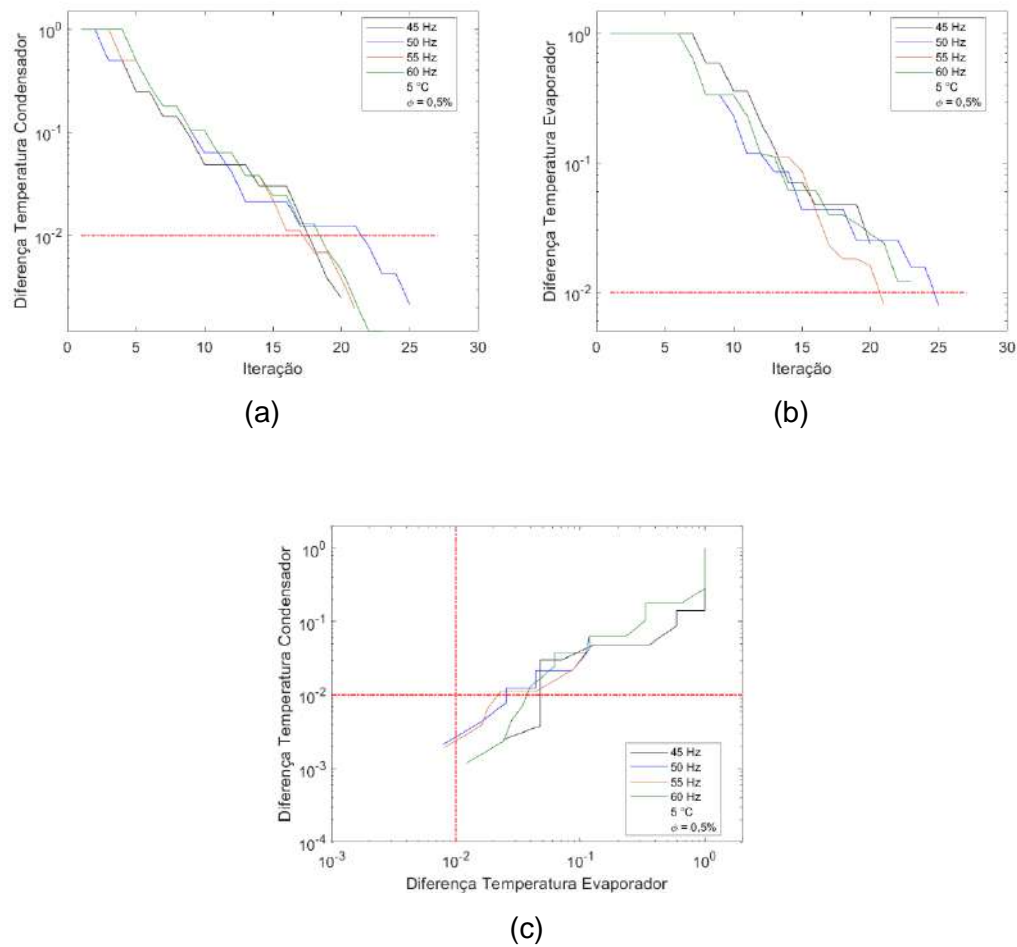 Diferença Temperatura Condensador
10^0
10^-1
10^-2
0
5
10
15
20
25
30
Iteração
45 Hz
50 Hz
55 Hz
60 Hz
5 °C
ϕ = 0,5%
(a)
Diferença Temperatura Evaporador
10^0
10^-1
10^-2
0
5
10
15
20
25
30
Iteração
45 Hz
50 Hz
55 Hz
60 Hz
5 °C
ϕ = 0,5%
(b)
Diferença Temperatura Condensador
10^0
10^-1
10^-2
10^-3
10^-4
10^-3
10^-2
10^-1
10^0
Diferença Temperatura Evaporador
45 Hz
50 Hz
55 Hz
60 Hz
5 °C
ϕ = 0,5%
(c)